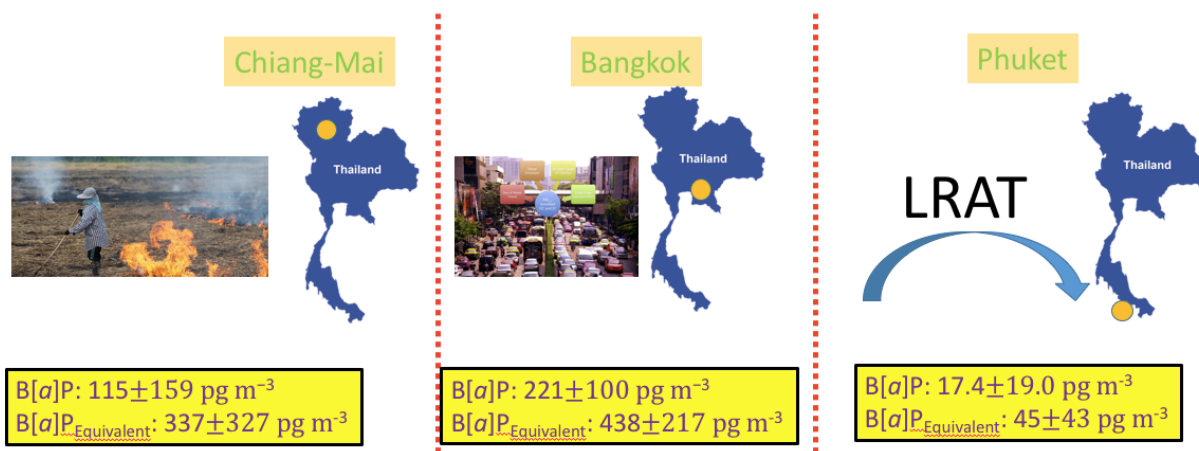 Chiang-Mai
Thailand
B[a]P: 115±159 pg m⁻³
B[a]P_Equivalent: 337±327 pg m⁻³
Bangkok
Thailand
B[a]P: 221±100 pg m⁻³
B[a]P_Equivalent: 438±217 pg m⁻³
Phuket
Thailand
LRAT
B[a]P: 17.4±19.0 pg m⁻³
B[a]P_Equivalent: 45±43 pg m⁻³